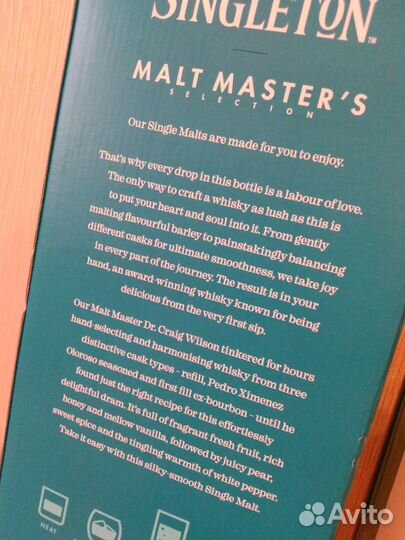 SINGLETON™
MALT MASTER'S
SELECTION
Our Single Malts are made for you to enjoy.
That's why every drop in this bottle is a labour of love.
The only way to craft a whisky as lush as this is
to put your heart and soul into it. From gently
malting flavourful barley to painstakingly balancing
different casks for ultimate smoothness, we take joy
in every part of the journey. The result is in your
hand, an award-winning whisky known for being
delicious from the very first sip.
Our Malt Master Dr. Craig Wilson tinkered for hours
hand-selecting and harmonising whisky from three
distinctive cask types – refill, Pedro Ximenez
Oloroso seasoned and first fill ex-bourbon – until he
found just the right recipe for this effortlessly
delightful dram. It's full of fragrant fresh fruit, rich
honey and mellow vanilla, followed by juicy pear,
sweet spice and the tingling warmth of white pepper.
Take it easy with this silky-smooth Single Malt.
NEAT
Avito